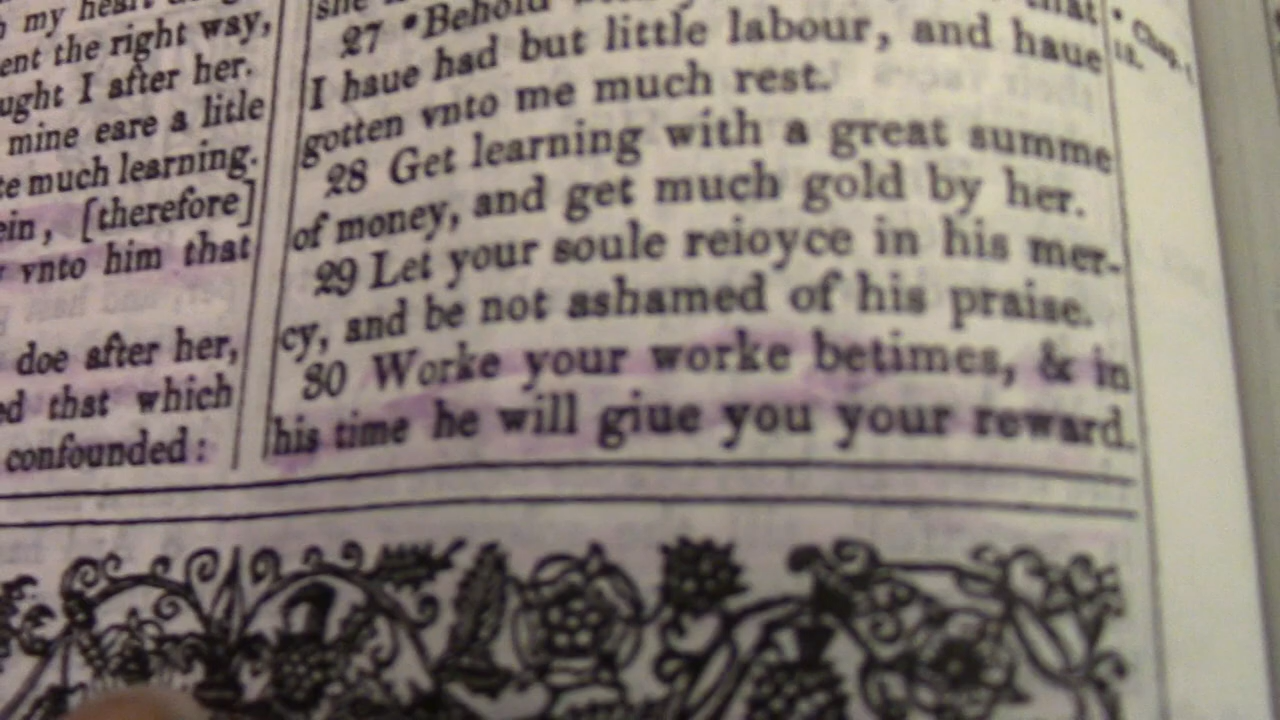 my heart
ent the right way,
ught I after her.
mine eare a litle
te much learning.
ein, [therefore]
vnto him that
doe after her,
ed that which
confounded:
she
27 *Behold that
I haue had but little labour, and haue
gotten vnto me much rest.
28 Get learning with a great summe
of money, and get much gold by her.
29 Let your soule reioyce in his mer-
cy, and be not ashamed of his praise.
30 Worke your worke betimes, & in
his time he will giue you your reward.
* Chap.